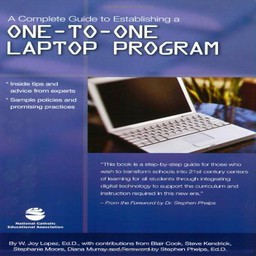 A Complete Guide to Establishing a
ONE-TO-ONE
LAPTOP PROGRAM
* Inside tips and
advice from experts
* Sample policies and
promising practices
"This book is a step-by-step guide for those who
wish to transform schools into 21st century centers
of learning for all students through integrating
digital technology to support the curriculum and
instruction required in this new era."
– From the Foreword by Dr. Stephen Phelps
National Catholic
Educational Association
By W. Joy Lopez, Ed.D., with contributions from Blair Cook, Steve Kendrick,
Stephanie Moore, Diana Murray and Foreword by Stephen Phelps, Ed.D.